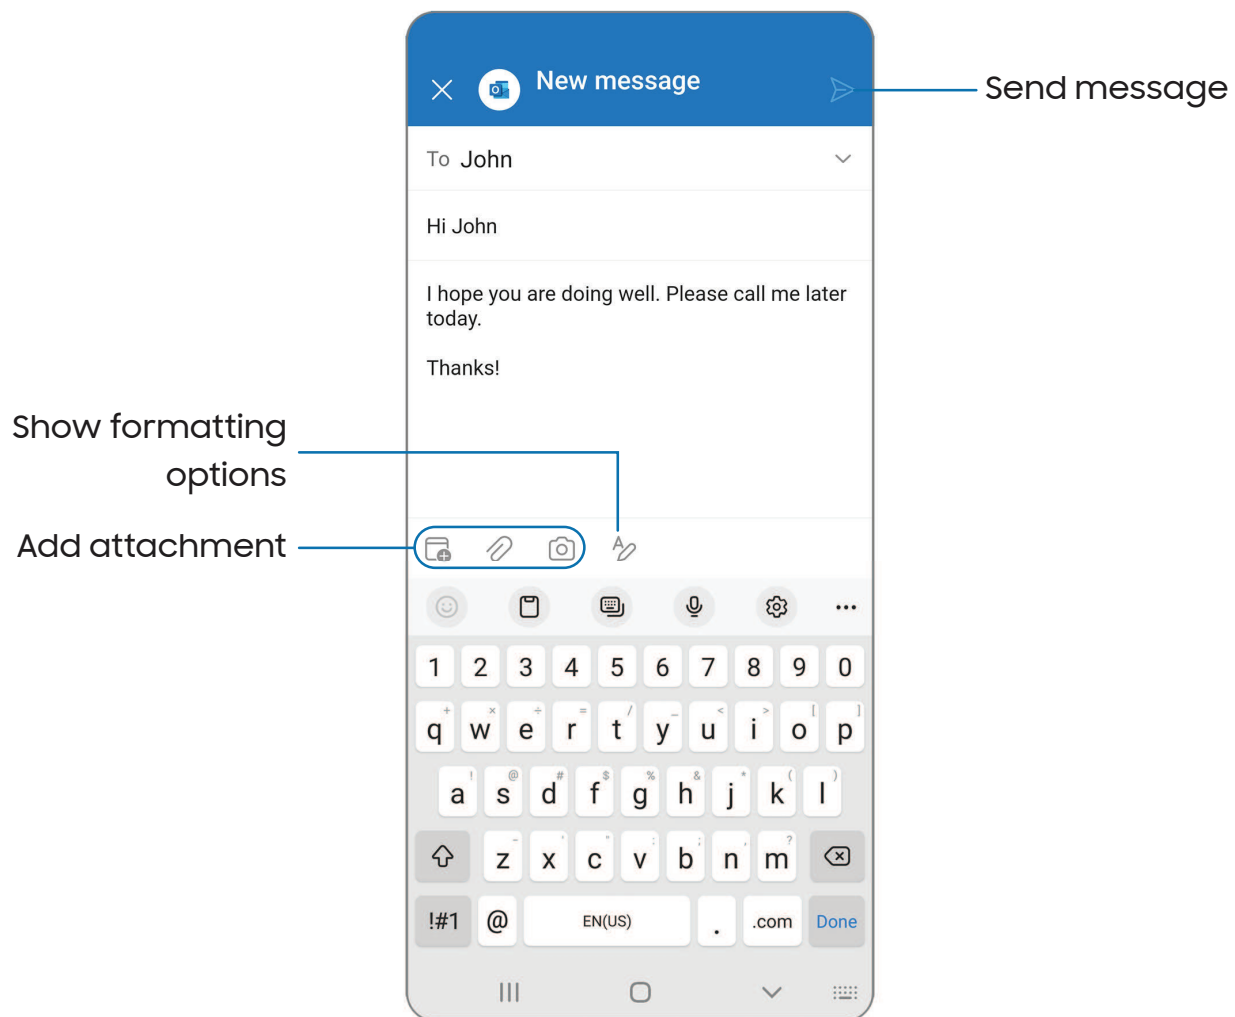 New message
Send message
To John
Hi John
I hope you are doing well. Please call me later
today.
Thanks!
Show formatting
options
Add attachment
1 2 3 4 5 6 7 8 9 0
+ × ÷ = / _ < > [ ]
q w e r t y u i o p
! @ # $ % & * ( )
a s d f g h j k l
- ' " : ; , ?
z x c v b n m
!#1 @ EN(US) . .com Done